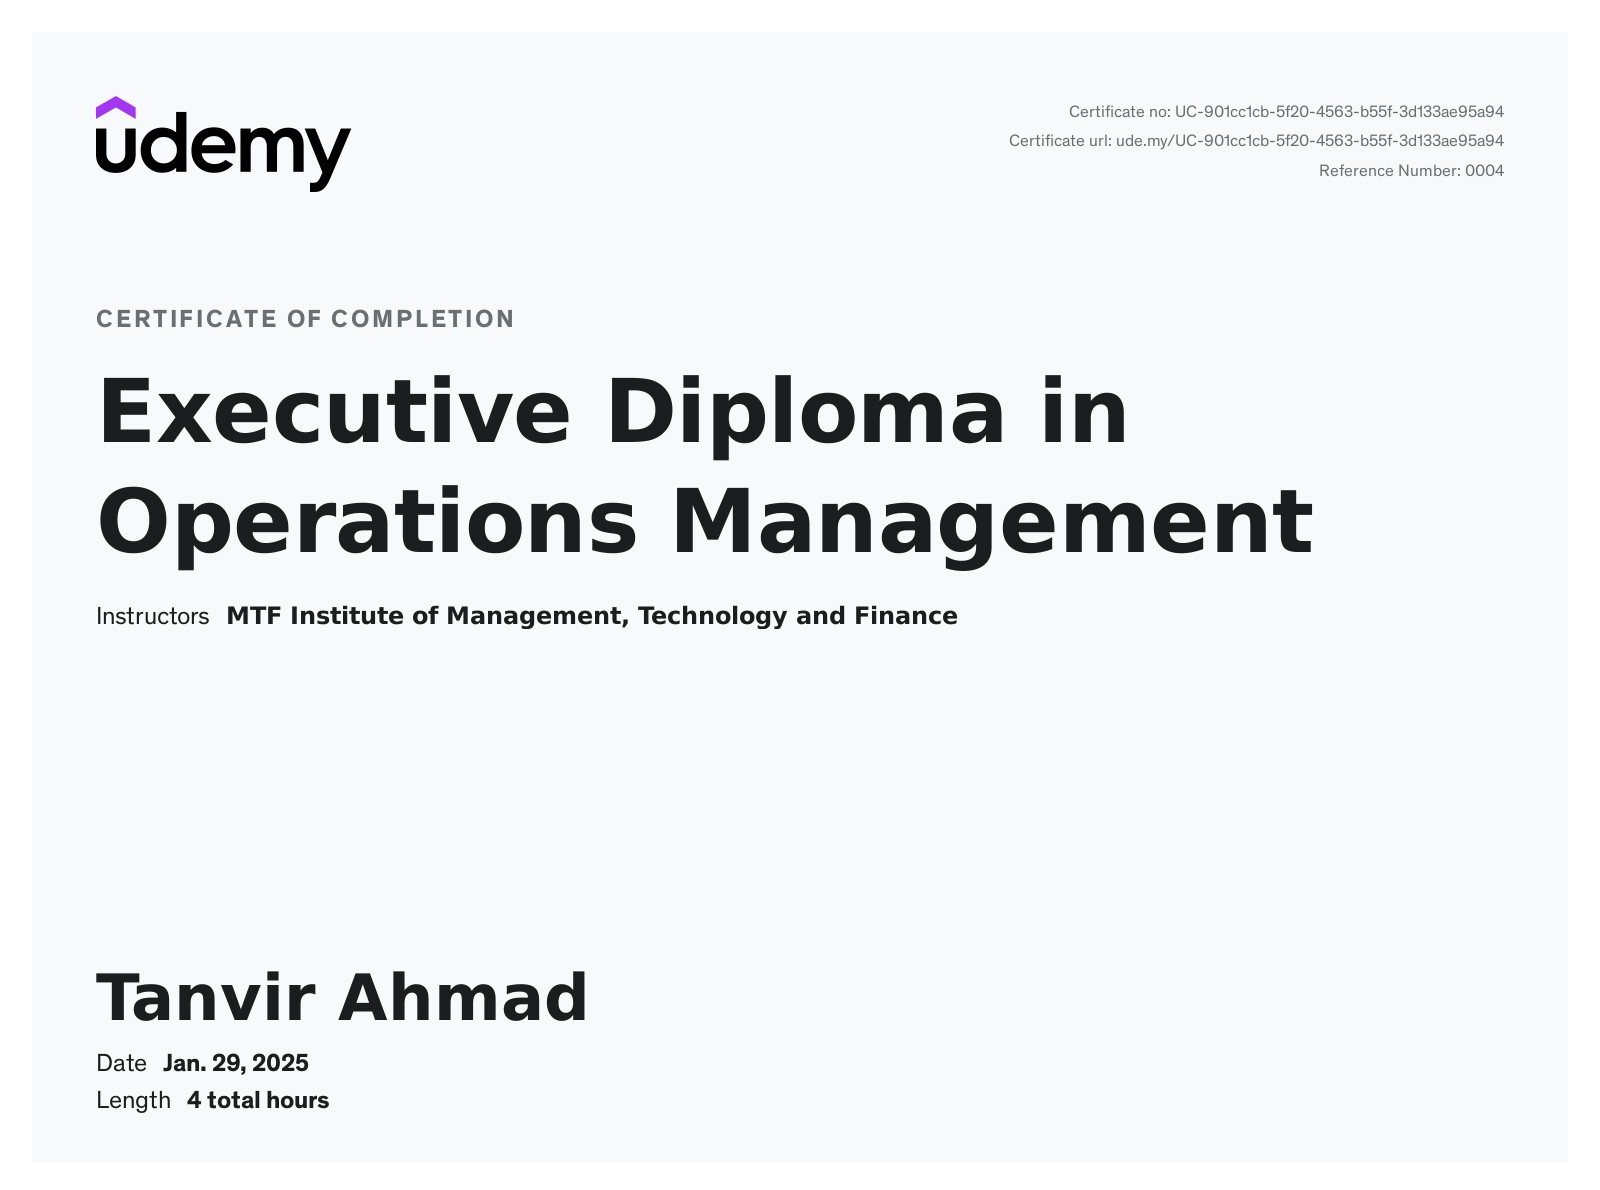 udemy
Certificate no: UC-901cc1cb-5f20-4563-b55f-3d133ae95a94
Certificate url: ude.my/UC-901cc1cb-5f20-4563-b55f-3d133ae95a94
Reference Number: 0004
CERTIFICATE OF COMPLETION
Executive Diploma in
Operations Management
Instructors MTF Institute of Management, Technology and Finance
Tanvir Ahmad
Date Jan. 29, 2025
Length 4 total hours